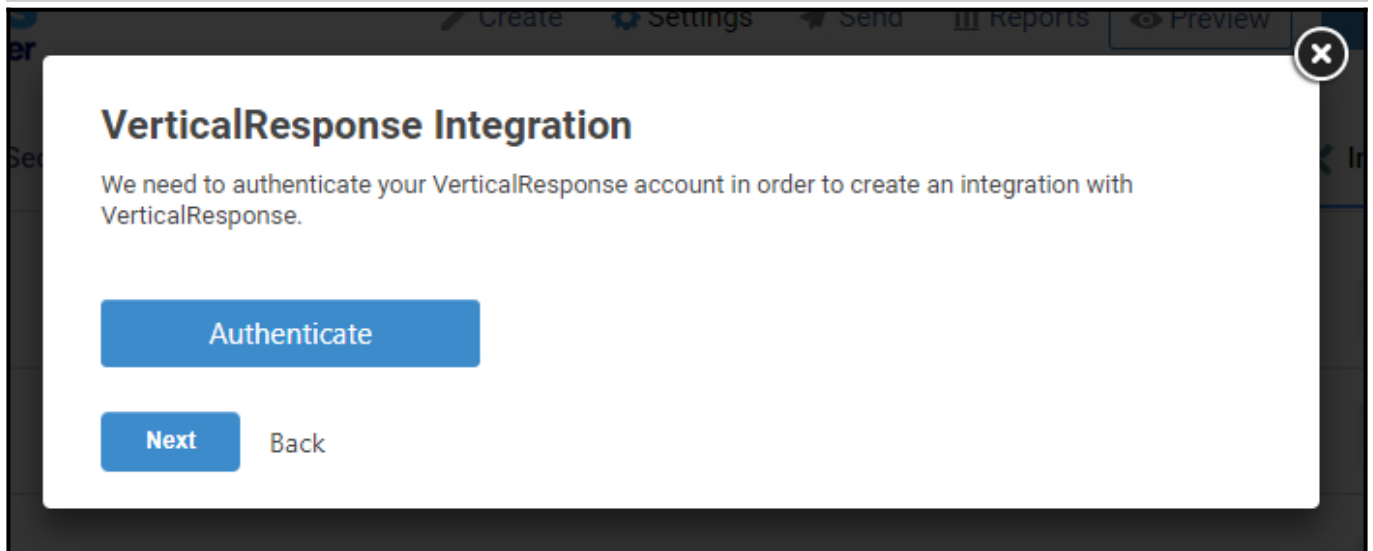 Create Settings Send Reports Preview
er
VerticalResponse Integration
We need to authenticate your VerticalResponse account in order to create an integration with
VerticalResponse.
Authenticate
Next Back